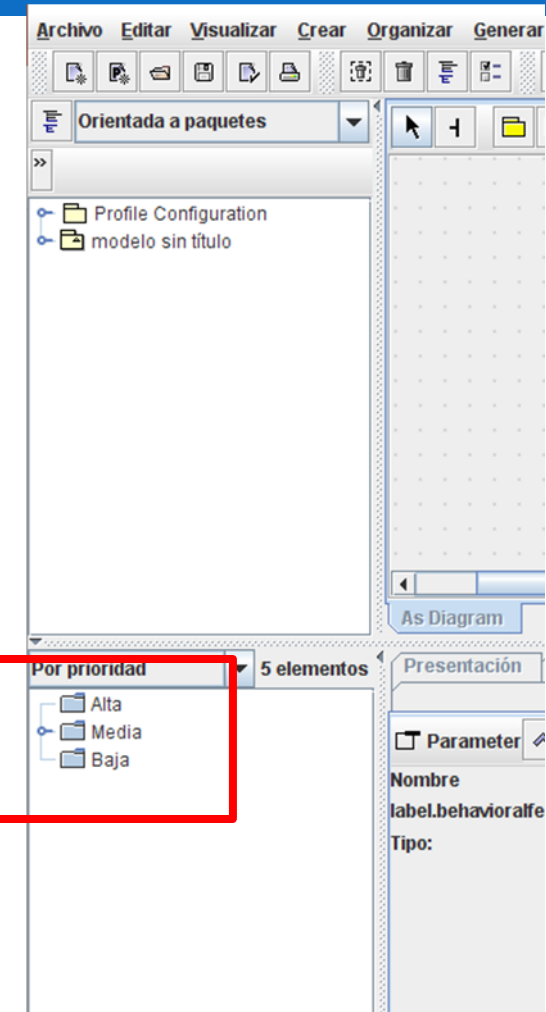 Archivo Editar Visualizar Crear Organizar Generar
Orientada a paquetes
»
Profile Configuration
modelo sin título
As Diagram
Por prioridad 5 elementos
Presentación
Alta
Media
Baja
Parameter
Nombre
label.behavioralfe
Tipo: